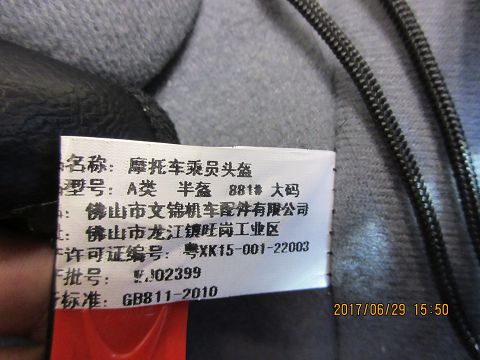 名称: 摩托车乘员头盔
型号: A类 半盔 881# 大码
: 佛山市文锦机车配件有限公司
址: 佛山市龙江镇旺岗工业区
许可证编号: 粤XK15-001-22003
批号: 02399
标准: GB811-2010
2017/06/29 15:50